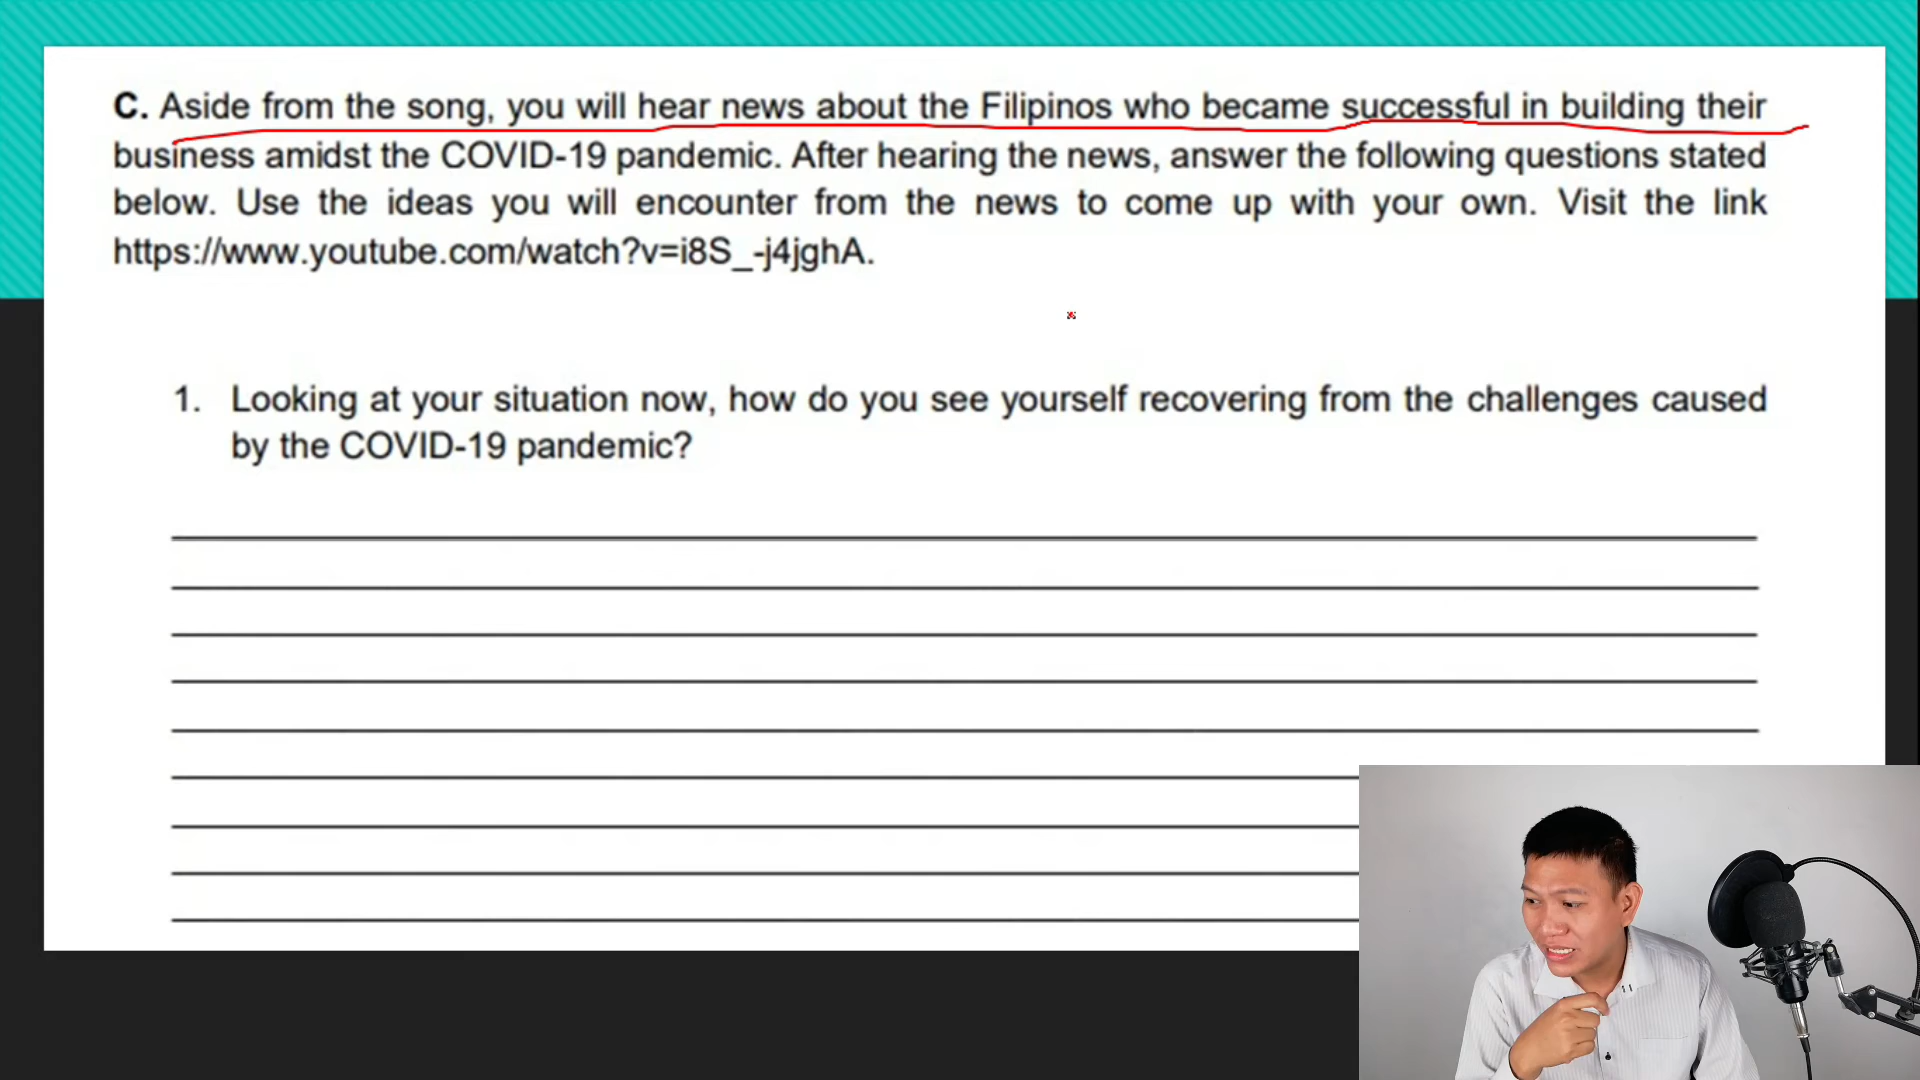 C. Aside from the song, you will hear news about the Filipinos who became successful in building their
business amidst the COVID-19 pandemic. After hearing the news, answer the following questions stated
below. Use the ideas you will encounter from the news to come up with your own. Visit the link
https://www.youtube.com/watch?v=i8S_-j4jghA.
1. Looking at your situation now, how do you see yourself recovering from the challenges caused
by the COVID-19 pandemic?